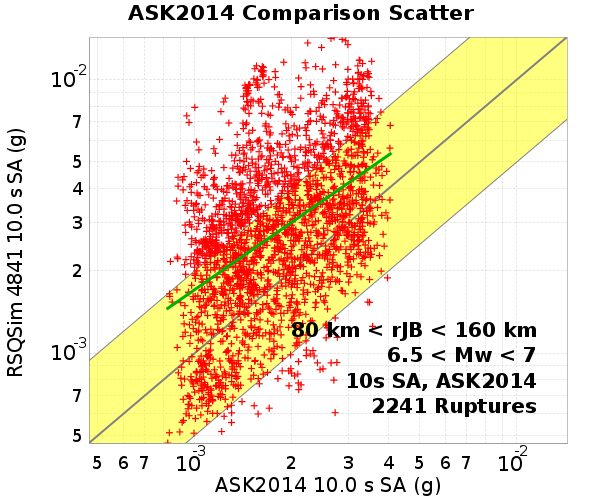 ASK2014 Comparison Scatter
RSQSim 4841 10.0 s SA (g)
10-2
7
5
4
3
2
10-3
7
5
80 km < rJB < 160 km
6.5 < Mw < 7
10s SA, ASK2014
2241 Ruptures
5 6 7 10-3 2 3 4 5 6 7 10-2
ASK2014 10.0 s SA (g)